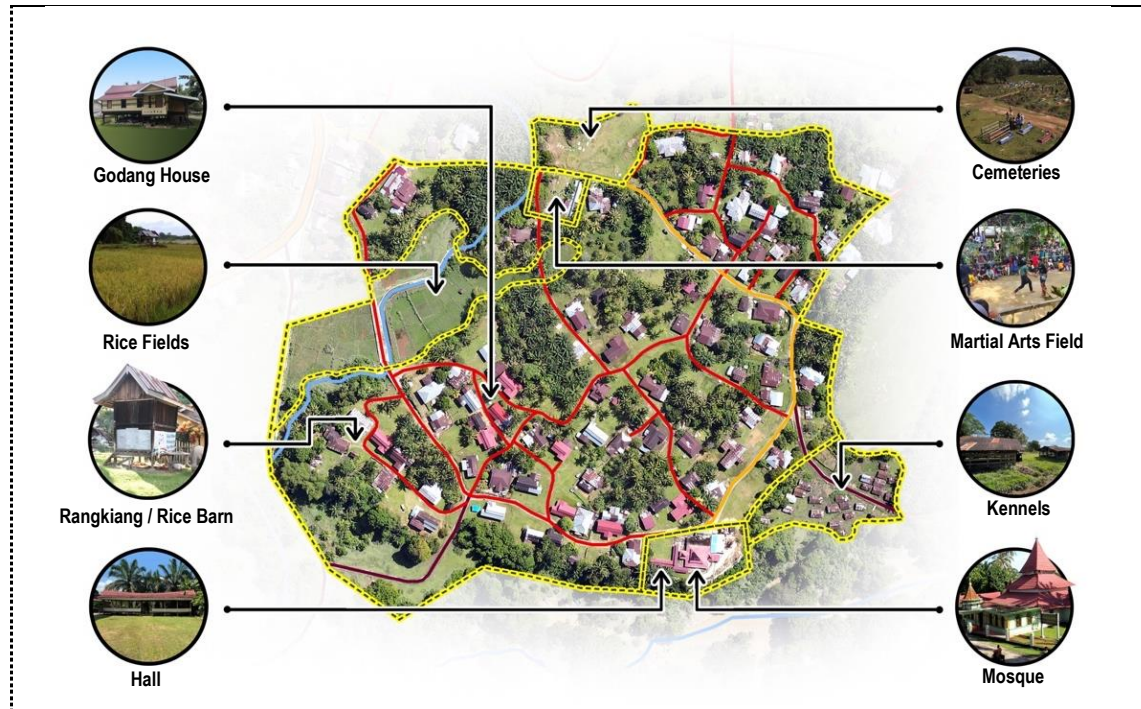 Godang House
Rice Fields
Rangkiang / Rice Barn
Hall
Cemeteries
Martial Arts Field
Kennels
Mosque